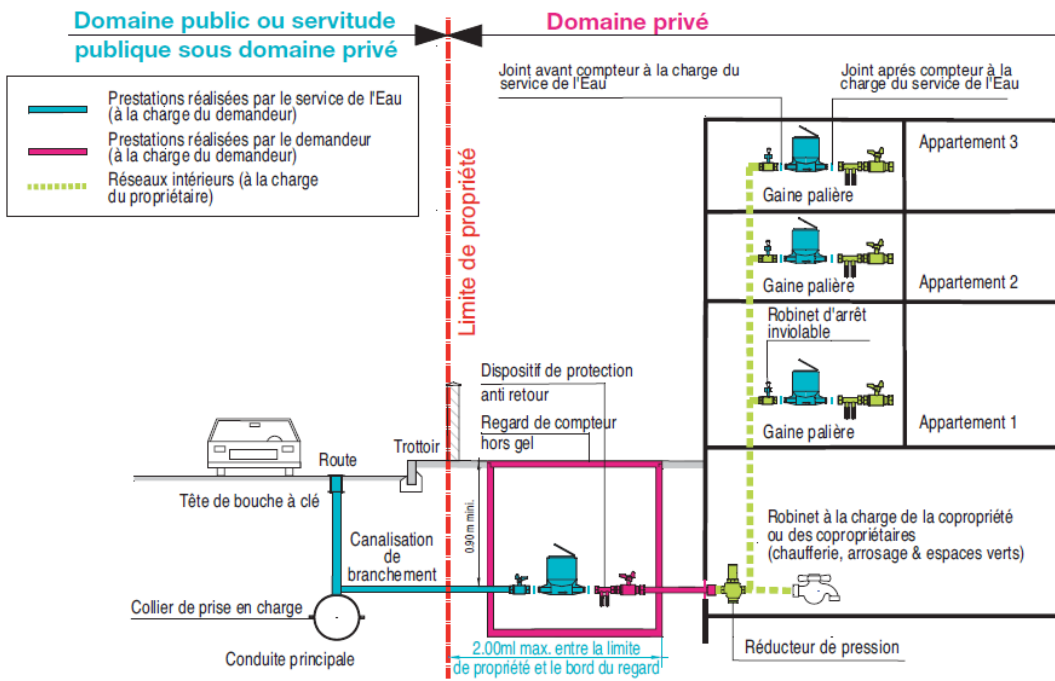 Domaine public ou servitude
publique sous domaine privé
Domaine privé
Prestations réalisées par le service de l'Eau
(à la charge du demandeur)
Prestations réalisées par le demandeur
(à la charge du demandeur)
Réseaux intérieurs (à la charge
du propriétaire)
Limite de propriété
Joint avant compteur à la charge du
service de l'Eau
Joint aprés compteur à la
charge du service de l'Eau
Appartement 3
Gaine palière
Appartement 2
Gaine palière
Robinet d'arrêt
inviolable
Appartement 1
Gaine palière
Dispositif de protection
anti retour
Regard de compteur
hors gel
Trottoir
Route
Tête de bouche à clé
0.90 m mini.
Canalisation
de
branchement
Robinet à la charge de la copropriété
ou des copropriétaires
(chaufferie, arrosage & espaces verts)
Collier de prise en charge
Conduite principale
2.00ml max. entre la limite
de propriété et le bord du regard
Réducteur de pression